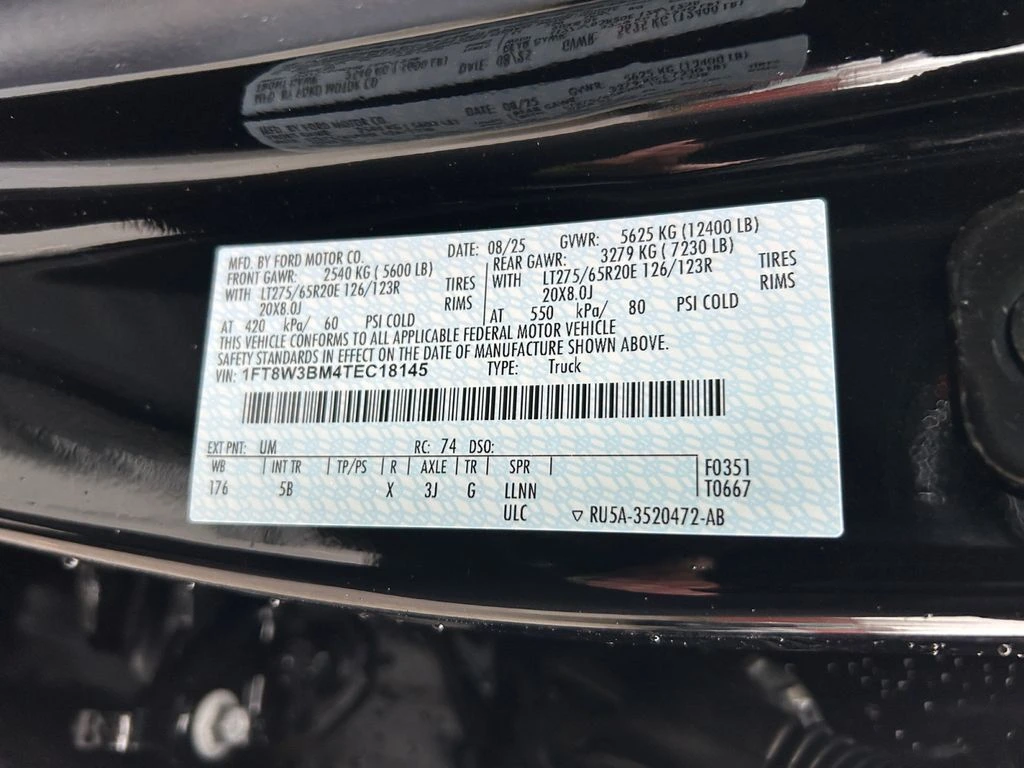 MFD. BY FORD MOTOR CO. DATE: 08/25 GVWR: 5625 KG (12400 LB)
FRONT GAWR: 2540 KG ( 5600 LB) REAR GAWR: 3279 KG ( 7230 LB)
WITH LT275/65R20E 126/123R TIRES WITH LT275/65R20E 126/123R TIRES
20X8.0J RIMS 20X8.0J RIMS
AT 420 kPa/ 60 PSI COLD AT 550 kPa/ 80 PSI COLD
THIS VEHICLE CONFORMS TO ALL APPLICABLE FEDERAL MOTOR VEHICLE
SAFETY STANDARDS IN EFFECT ON THE DATE OF MANUFACTURE SHOWN ABOVE.
VIN: 1FT8W3BM4TEC18145 TYPE: Truck
EXT PNT: UM RC: 74 DSO:
WB INT TR TP/PS R AXLE TR SPR F0351
176 5B X 3J G LLNN T0667
ULC ▽ RU5A-3520472-AB